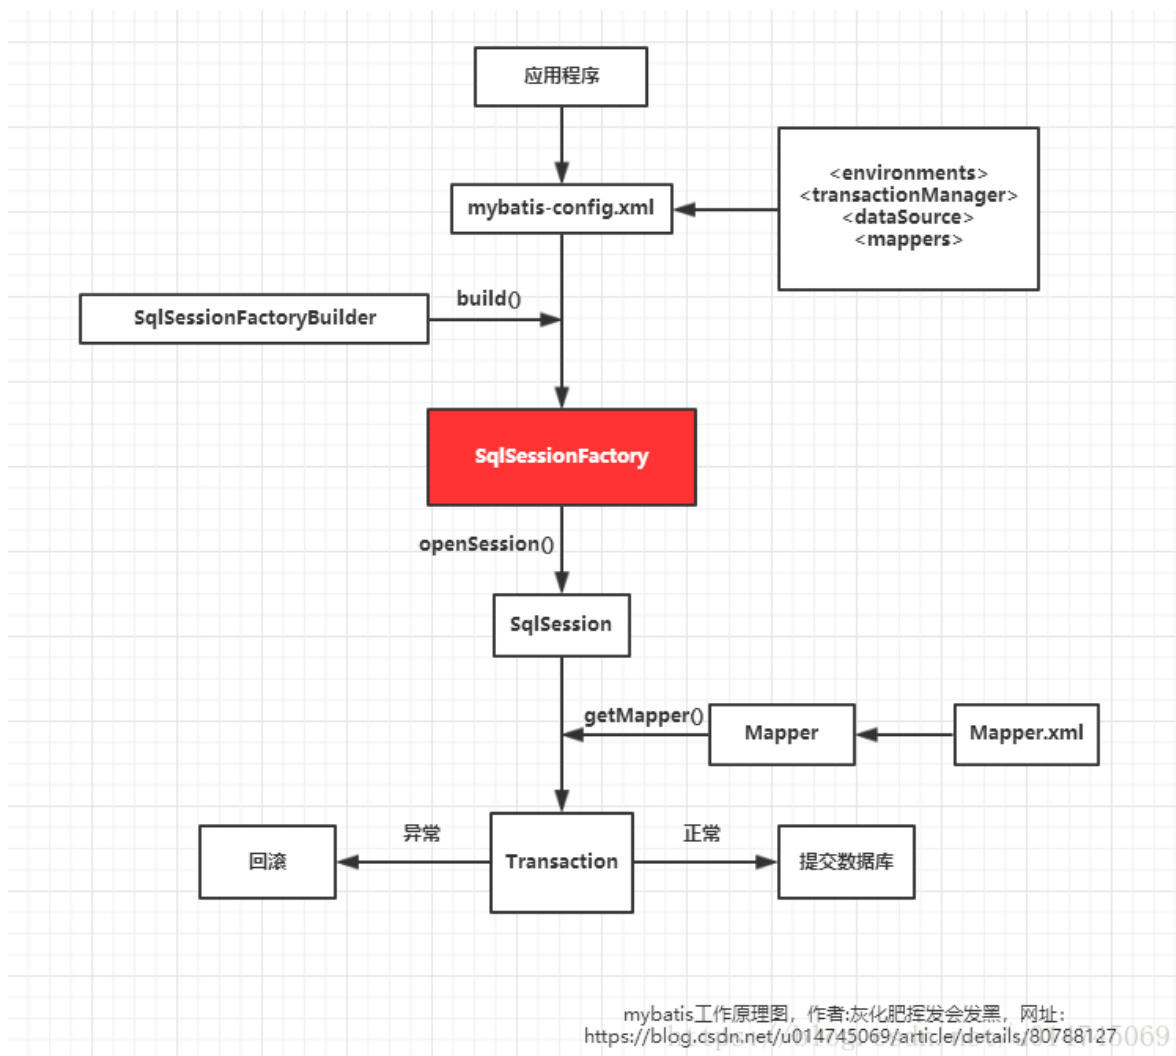 应用程序
<environments>
<transactionManager>
<dataSource>
<mappers>
mybatis-config.xml
build()
SqlSessionFactoryBuilder
SqlSessionFactory
openSession()
SqlSession
getMapper()
Mapper
Mapper.xml
异常
正常
回滚
Transaction
提交数据库
mybatis工作原理图，作者:灰化肥挥发会发黑，网址：
https://blog.csdn.net/u014745069/article/details/80788127